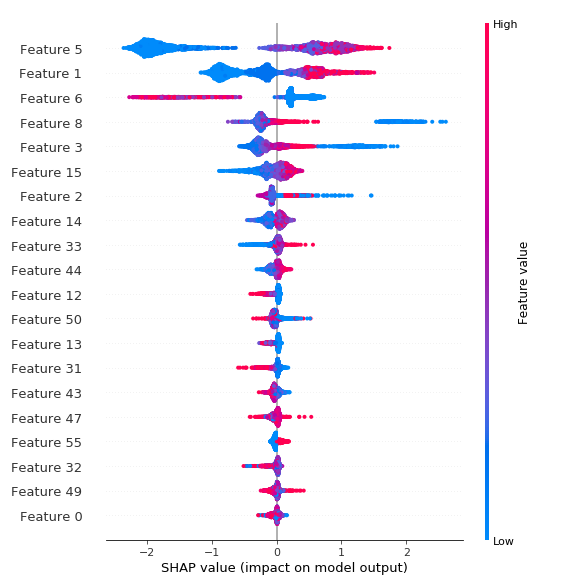 High
Feature 5
Feature 1
Feature 6
Feature 8
Feature 3
Feature 15
Feature 2
Feature 14
Feature 33
Feature 44
Feature 12
Feature 50
Feature 13
Feature 31
Feature 43
Feature 47
Feature 55
Feature 32
Feature 49
Feature 0
Feature value
Low
−2 −1 0 1 2
SHAP value (impact on model output)